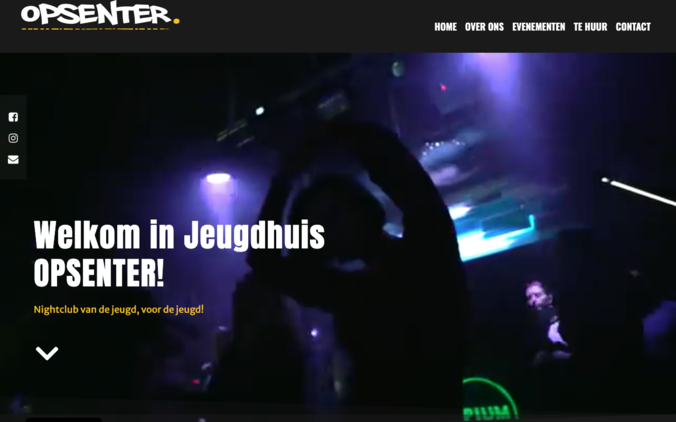 OPSENTER.
HOME OVER ONS EVENEMENTEN TE HUUR CONTACT
Welkom in Jeugdhuis
OPSENTER!
Nightclub van de jeugd, voor de jeugd!
PIUM